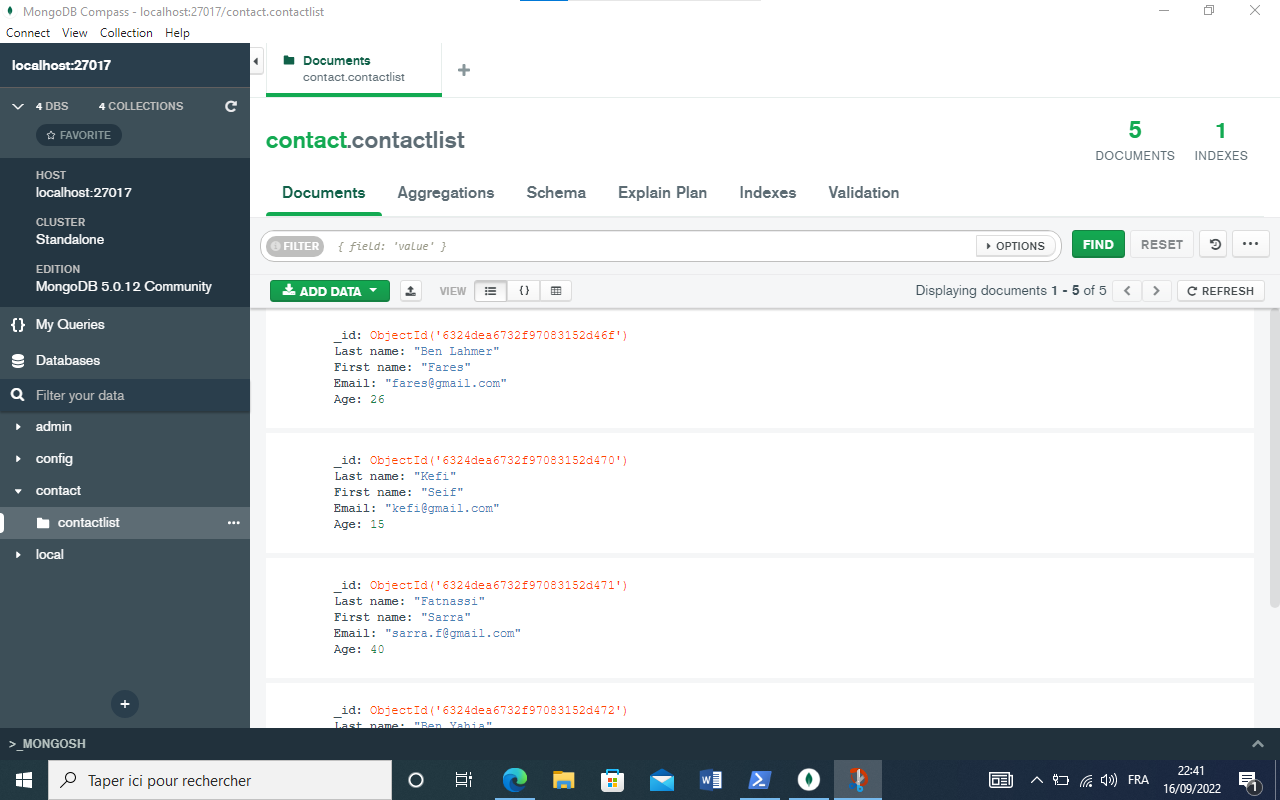 MongoDB Compass - localhost:27017/contact.contactlist
Connect View Collection Help
localhost:27017
4 DBS 4 COLLECTIONS
FAVORITE
HOST
localhost:27017
CLUSTER
Standalone
EDITION
MongoDB 5.0.12 Community
{} My Queries
Databases
Filter your data
admin
config
contact
contactlist
local
Documents
contact.contactlist
contact.contactlist
5
DOCUMENTS
1
INDEXES
Documents Aggregations Schema Explain Plan Indexes Validation
FILTER { field: 'value' } OPTIONS FIND RESET
ADD DATA VIEW {} Displaying documents 1 - 5 of 5 REFRESH
_id: ObjectId('6324dea6732f97083152d46f')
Last name: "Ben Lahmer"
First name: "Fares"
Email: "fares@gmail.com"
Age: 26
_id: ObjectId('6324dea6732f97083152d470')
Last name: "Kefi"
First name: "Seif"
Email: "kefi@gmail.com"
Age: 15
_id: ObjectId('6324dea6732f97083152d471')
Last name: "Fatnassi"
First name: "Sarra"
Email: "sarra.f@gmail.com"
Age: 40
_id: ObjectId('6324dea6732f97083152d472')
Last name: "Ben Yahia"
>_MONGOSH
Taper ici pour rechercher
FRA
22:41
16/09/2022
1